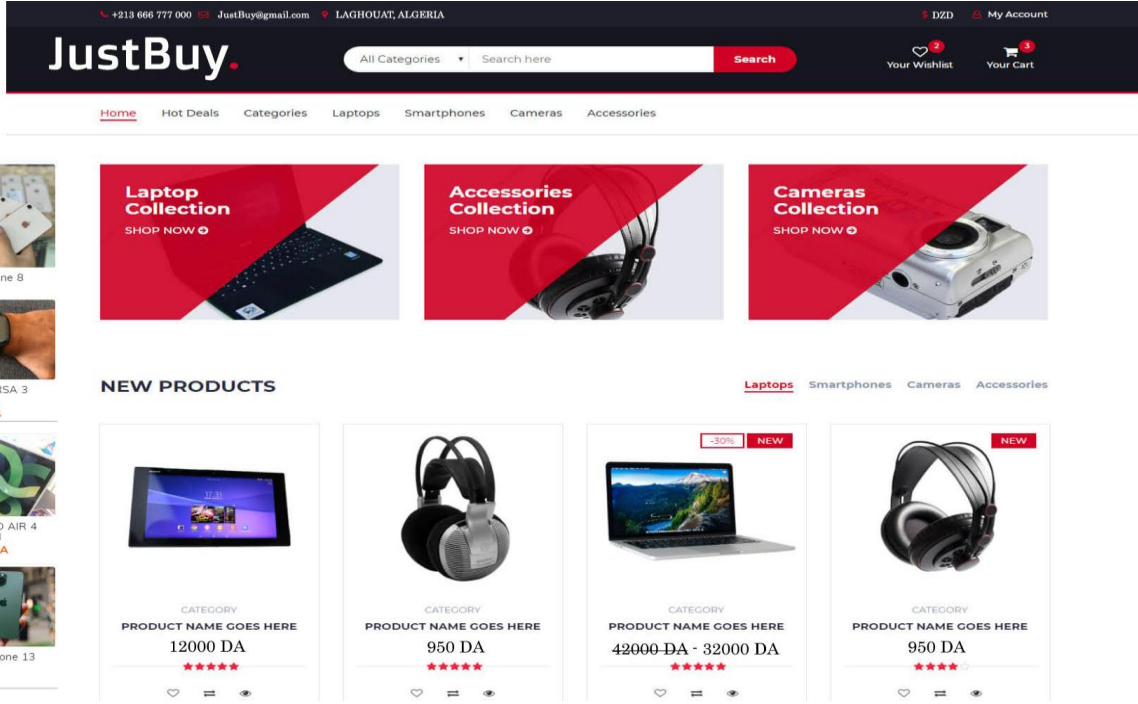 +213 666 777 000 JustBuy@gmail.com LAGHOUAT, ALGERIA $ DZD My Account
JustBuy.
All Categories Search here Search
2 Your Wishlist
3 Your Cart
Home Hot Deals Categories Laptops Smartphones Cameras Accessories
Laptop
Collection
SHOP NOW
Accessories
Collection
SHOP NOW
Cameras
Collection
SHOP NOW
ne 8
SA 3
AIR 4
A
one 13
NEW PRODUCTS
Laptops Smartphones Cameras Accessories
CATEGORY
PRODUCT NAME GOES HERE
12000 DA
CATEGORY
PRODUCT NAME GOES HERE
950 DA
-30% NEW
CATEGORY
PRODUCT NAME GOES HERE
42000 DA - 32000 DA
NEW
CATEGORY
PRODUCT NAME GOES HERE
950 DA